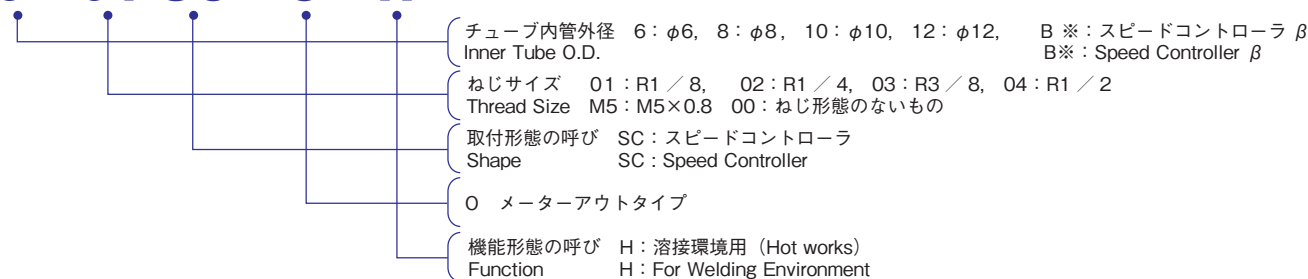 チューブ内管外径　6：φ6,　8：φ8,　10：φ10,　12：φ12,　B ※：スピードコントローラ β
Inner Tube O.D.　B※：Speed Controller β
ねじサイズ　01：R1／8,　02：R1／4,　03：R3／8,　04：R1／2
Thread Size　M5：M5×0.8　00：ねじ形態のないもの
取付形態の呼び　SC：スピードコントローラ
Shape　SC : Speed Controller
O　メーターアウトタイプ
機能形態の呼び　H：溶接環境用（Hot works）
Function　H：For Welding Environment